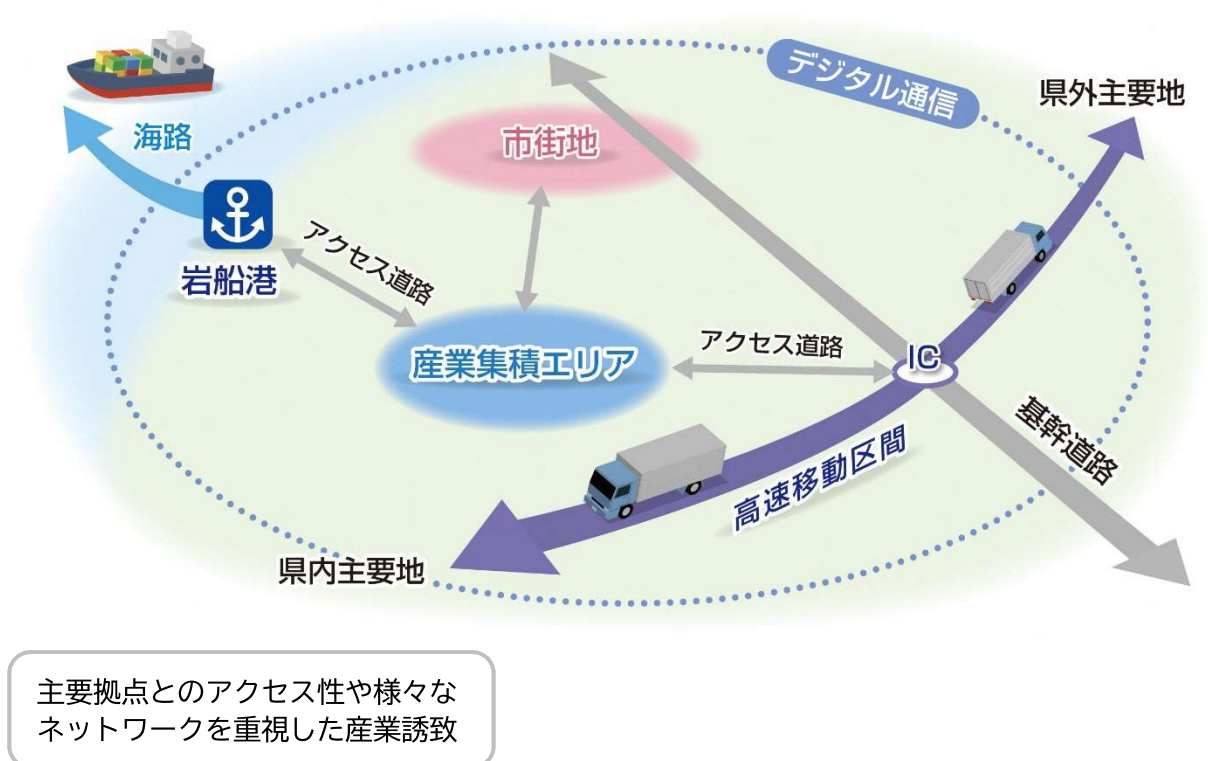 デジタル通信
県外主要地
海路
市街地
岩船港
アクセス道路
産業集積エリア
アクセス道路
IC
基幹道路
高速移動区間
県内主要地
主要拠点とのアクセス性や様々な
ネットワークを重視した産業誘致